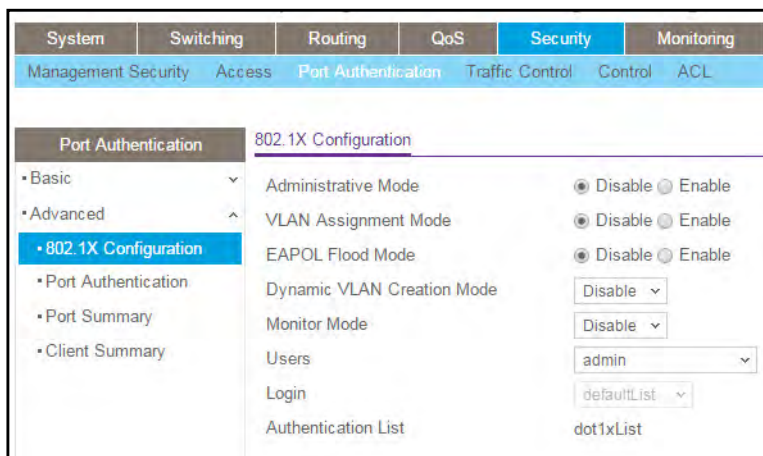 System Switching Routing QoS Security Monitoring
Management Security Access Port Authentication Traffic Control Control ACL
Port Authentication
Basic
Advanced
802.1X Configuration
Port Authentication
Port Summary
Client Summary
802.1X Configuration
Administrative Mode Disable Enable
VLAN Assignment Mode Disable Enable
EAPOL Flood Mode Disable Enable
Dynamic VLAN Creation Mode Disable
Monitor Mode Disable
Users admin
Login defaultList
Authentication List dot1xList